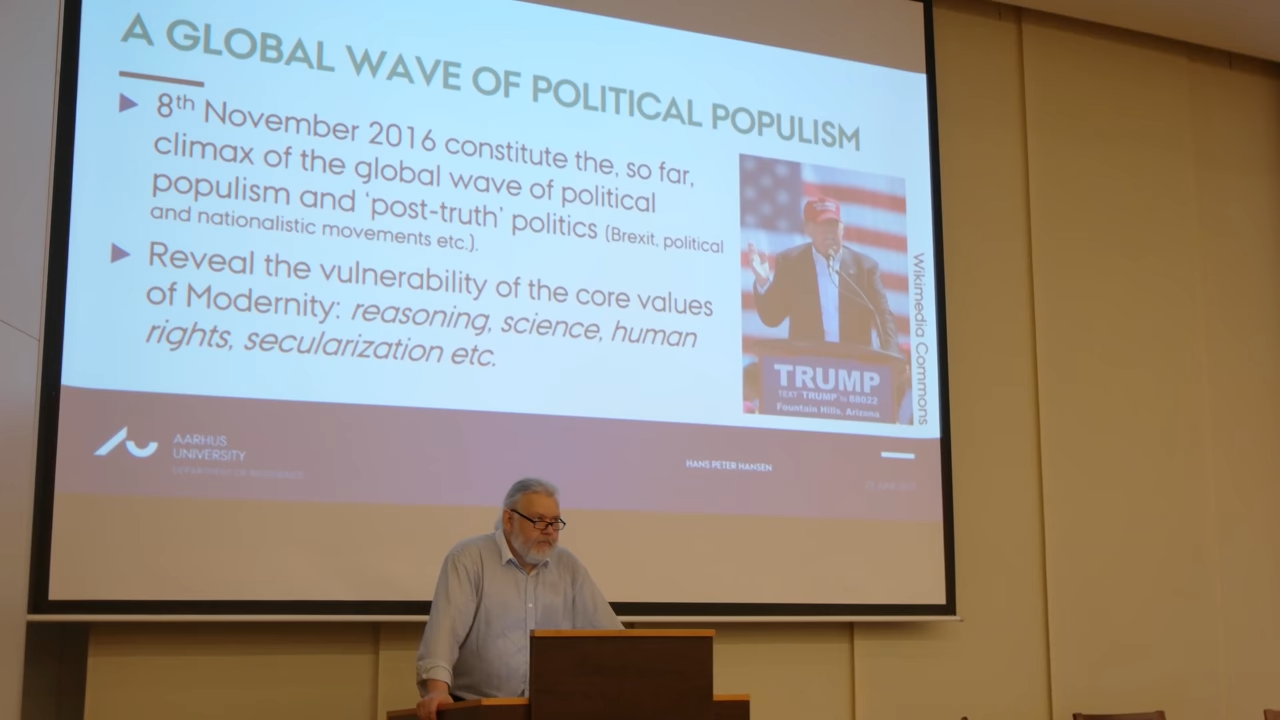 A GLOBAL WAVE OF POLITICAL POPULISM
8th November 2016 constitute the, so far,
climax of the global wave of political
populism and 'post-truth' politics (Brexit, political
and nationalistic movements etc.).
Reveal the vulnerability of the core values
of Modernity: reasoning, science, human
rights, secularization etc.
TRUMP
TEXT 'TRUMP' to 88022
Fountain Hills, Arizona
Wikimedia Commons
AARHUS
UNIVERSITY
DEPARTMENT OF
HANS PETER HANSEN